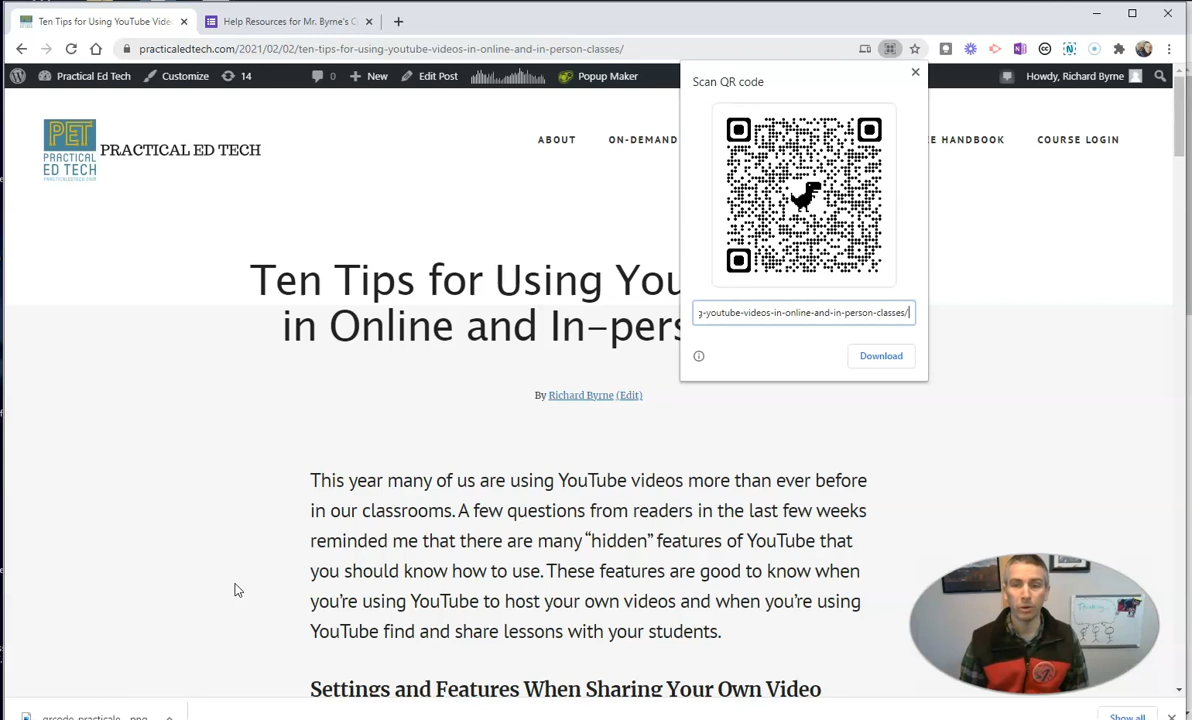 Ten Tips for Using YouTube Vide
Help Resources for Mr. Byrne's C
practicaledtech.com/2021/02/02/ten-tips-for-using-youtube-videos-in-online-and-in-person-classes/
Practical Ed Tech Customize 14 0 New Edit Post Popup Maker Howdy, Richard Byrne
Scan QR code
PET
PRACTICAL
ED TECH
PRACTICALEDTECH.COM
PRACTICAL ED TECH
ABOUT ON-DEMAND E HANDBOOK COURSE LOGIN
Ten Tips for Using You
in Online and In-pers
g-youtube-videos-in-online-and-in-person-classes/
Download
By Richard Byrne (Edit)
This year many of us are using YouTube videos more than ever before
in our classrooms. A few questions from readers in the last few weeks
reminded me that there are many “hidden” features of YouTube that
you should know how to use. These features are good to know when
you’re using YouTube to host your own videos and when you’re using
YouTube find and share lessons with your students.
Settings and Features When Sharing Your Own Video
qrcode_practicale....png
Show all